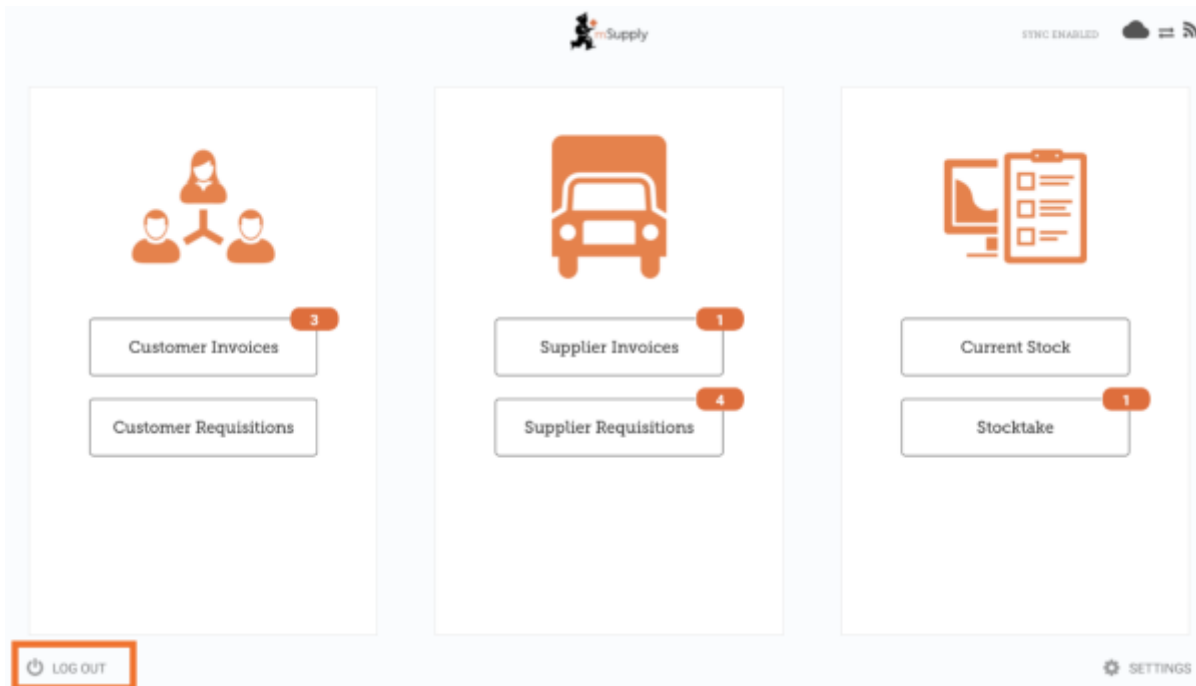 mSupply
SYNC ENABLED
3
Customer Invoices
Customer Requisitions
1
Supplier Invoices
4
Supplier Requisitions
Current Stock
1
Stocktake
LOG OUT
SETTINGS